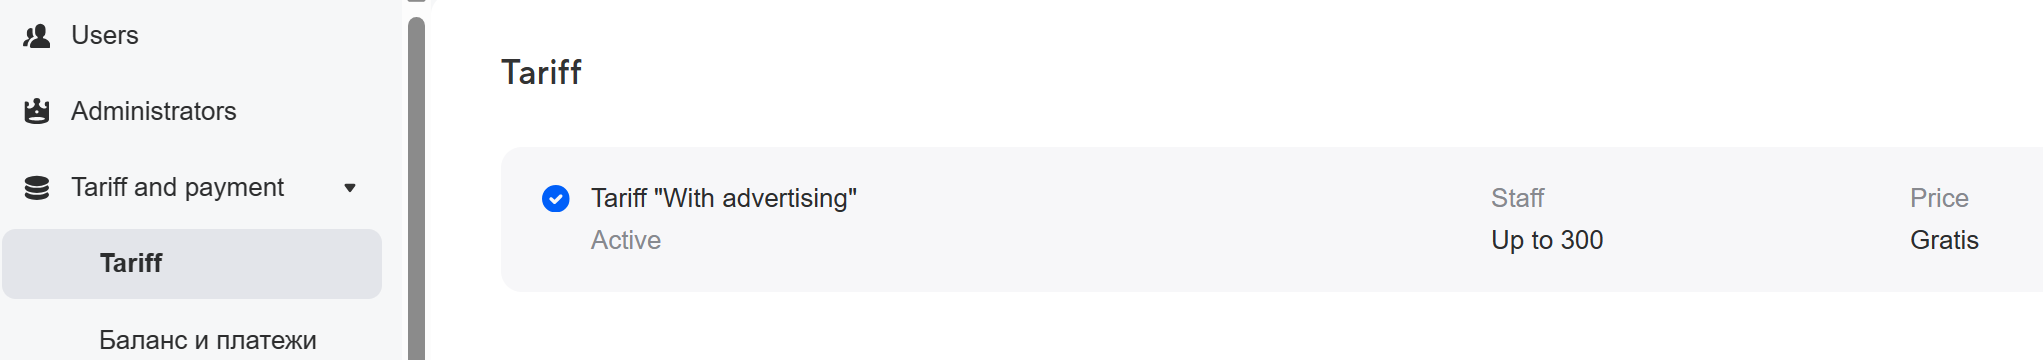 Users
Administrators
Tariff and payment
Tariff
Баланс и платежи
Tariff
Tariff "With advertising"
Active
Staff
Up to 300
Price
Gratis